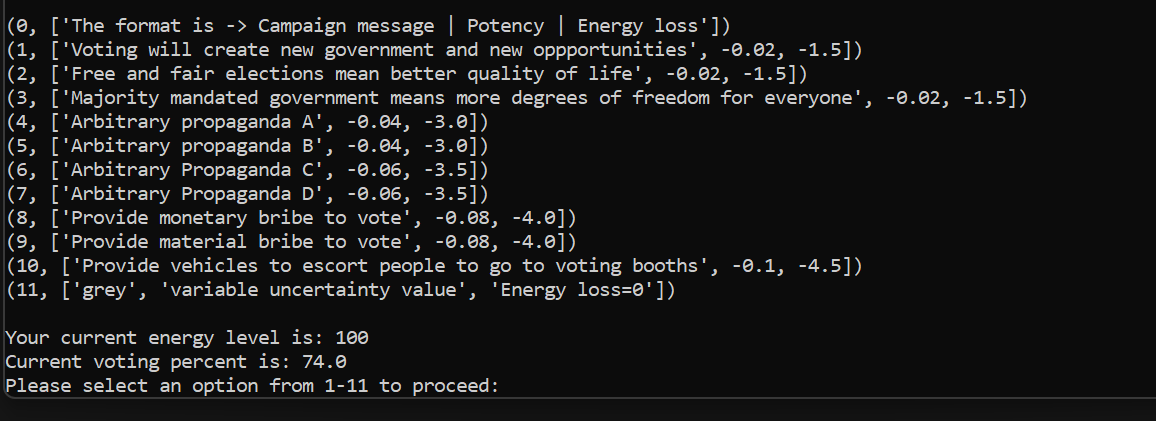 (0, ['The format is -> Campaign message | Potency | Energy loss'])
(1, ['Voting will create new government and new oppportunities', -0.02, -1.5])
(2, ['Free and fair elections mean better quality of life', -0.02, -1.5])
(3, ['Majority mandated government means more degrees of freedom for everyone', -0.02, -1.5])
(4, ['Arbitrary propaganda A', -0.04, -3.0])
(5, ['Arbitrary propaganda B', -0.04, -3.0])
(6, ['Arbitrary Propaganda C', -0.06, -3.5])
(7, ['Arbitrary Propaganda D', -0.06, -3.5])
(8, ['Provide monetary bribe to vote', -0.08, -4.0])
(9, ['Provide material bribe to vote', -0.08, -4.0])
(10, ['Provide vehicles to escort people to go to voting booths', -0.1, -4.5])
(11, ['grey', 'variable uncertainty value', 'Energy loss=0'])
Your current energy level is: 100
Current voting percent is: 74.0
Please select an option from 1-11 to proceed: